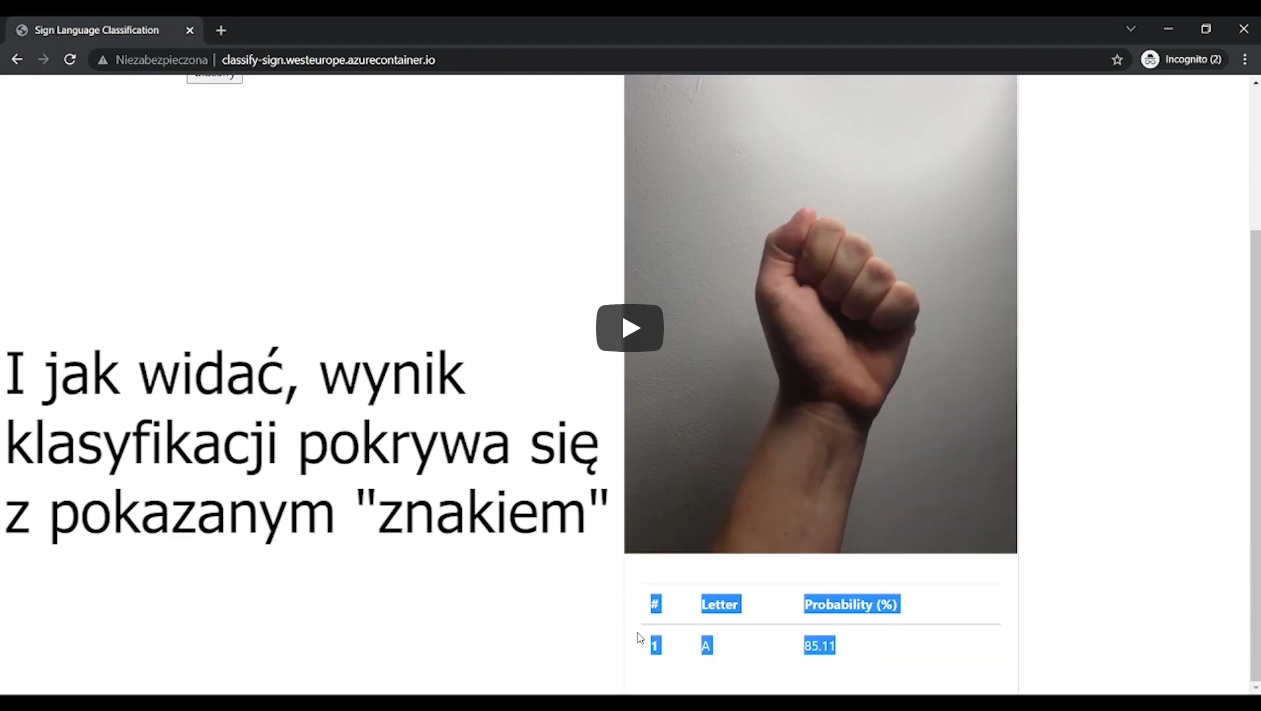 Sign Language Classification
Niezabezpieczona classify-sign.westeurope.azurecontainer.io Incognito (2)
Classify
I jak widać, wynik
klasyfikacji pokrywa się
z pokazanym "znakiem"
# Letter Probability (%)
1 A 85.11